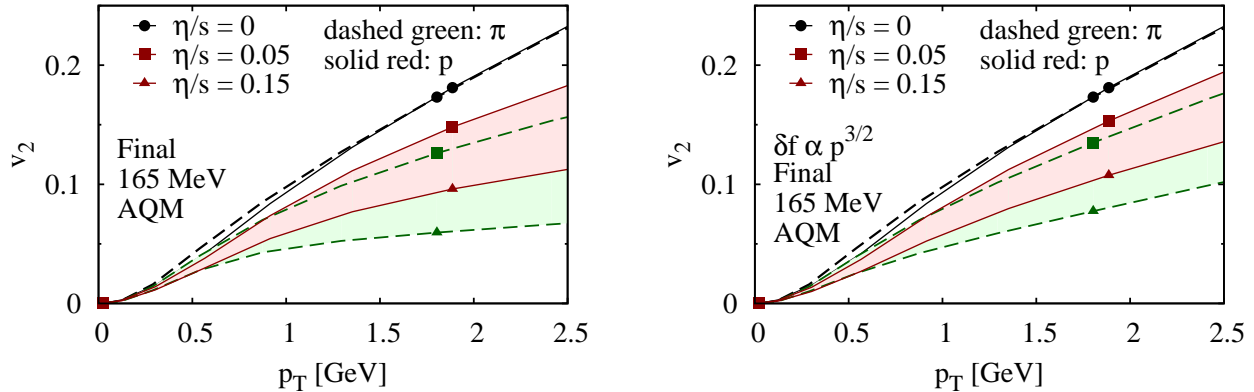 η/s = 0
η/s = 0.05
η/s = 0.15
dashed green: π
solid red: p
Final
165 MeV
AQM
v₂
0
0.1
0.2
0
0.5
1
1.5
2
2.5
p_T [GeV]
η/s = 0
η/s = 0.05
η/s = 0.15
dashed green: π
solid red: p
δf α p^{3/2}
Final
165 MeV
AQM
v₂
0
0.1
0.2
0
0.5
1
1.5
2
2.5
p_T [GeV]